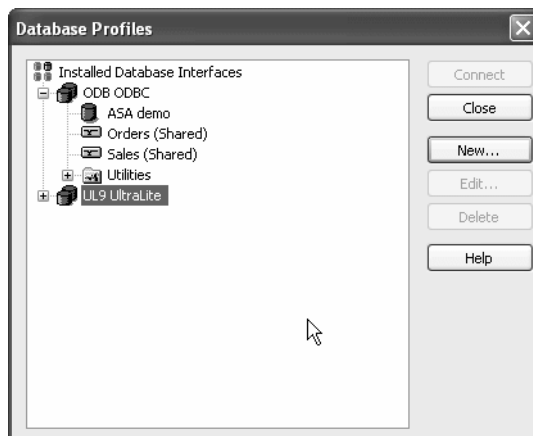 Database Profiles
Installed Database Interfaces
ODB ODBC
ASA demo
Orders (Shared)
Sales (Shared)
Utilities
UL9 UltraLite
Connect
Close
New...
Edit...
Delete
Help